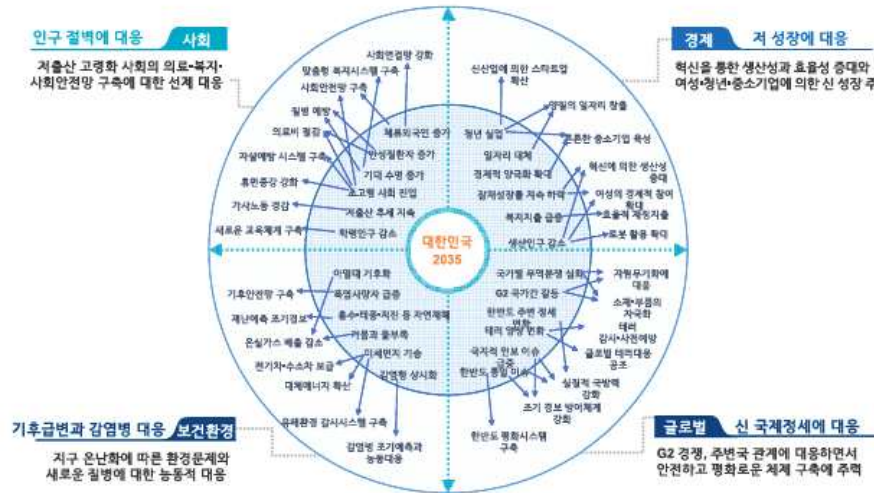 인구 절벽에 대응 사회
저출산 고령화 사회의 의료•복지•
사회안전망 구축에 대한 선제 대응
경제 저 성장에 대응
혁신을 통한 생산성과 효율성 증대와
여성•청년•중소기업에 의한 신 성장 주
사회연결망 강화
맞춤형 복지시스템 구축
사회안전망 구축
질병 예방
의료비 절감
자살예방 시스템 구축
휴먼증강 강화
가사노동 경감
새로운 교육체계 구축
체류외국인 증가
만성질환자 증가
기대 수명 증가
초고령 사회 진입
저출산 추세 지속
학령인구 감소
신산업에 의한 스타트업
확산
양질의 일자리 창출
튼튼한 중소기업 육성
혁신에 의한 생산성
증대
여성의 경제적 참여
확대
효율적 재정지출
로봇 활용 확대
청년 실업
일자리 대체
경제적 양극화 확대
잠재성장률 지속 하락
복지지출 급증
생산인구 감소
대한민국
2035
이열대 기후화
폭염사망자 급증
홍수•태풍•지진 등 자연재해
가뭄과 물부족
미세먼지 기승
감염형 상시화
기후안전망 구축
재난예측 조기경보
온실가스 배출 감소
전기차•수소차 보급
대체에너지 확산
유해환경 감시시스템 구축
감염병 조기예측과
능동대응
국가별 무역분쟁 심화
G2 국가간 갈등
한반도 주변 정세
변화
테러 양상 변화
국지적 안보 이슈
급증
한반도 통일 이슈
자원무기화에
대응
소재•부품의
자국화
테러
감시•사전예방
글로벌 테러대응
공조
실질적 국방력
강화
조기 경보 방어체계
강화
한반도 평화시스템
구축
기후급변과 감염병 대응 보건환경
지구 온난화에 따른 환경문제와
새로운 질병에 대한 능동적 대응
글로벌 신 국제정세에 대응
G2 경쟁, 주변국 관계에 대응하면서
안전하고 평화로운 체제 구축에 주력